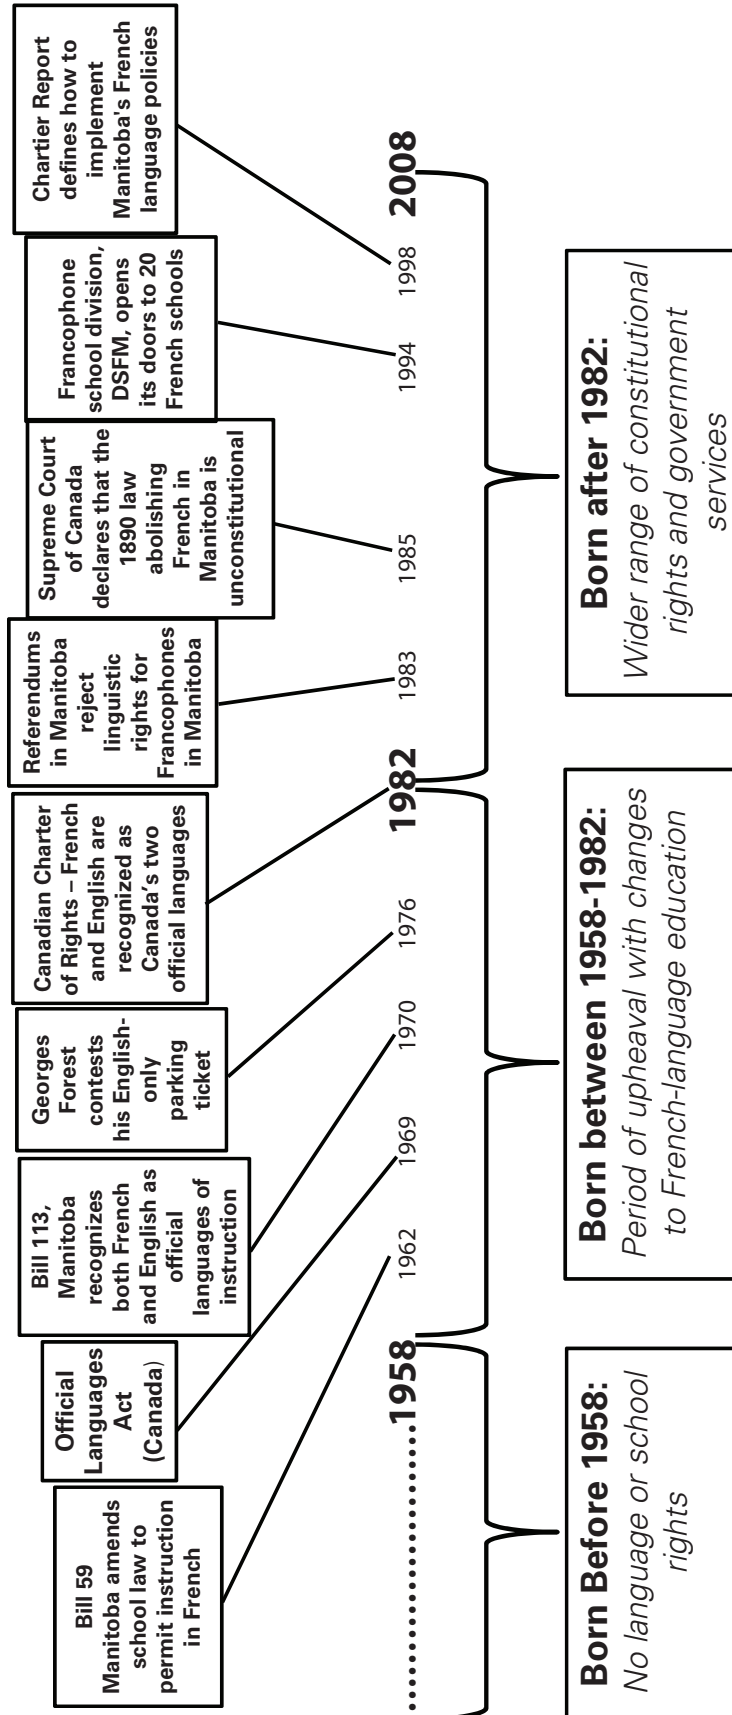 Bill 59
Manitoba amends
school law to
permit instruction
in French
Official
Languages
Act
(Canada)
Bill 113,
Manitoba
recognizes
both French
and English as
official
languages of
instruction
Georges
Forest
contests
his English-
only
parking
ticket
Canadian Charter
of Rights – French
and English are
recognized as
Canada's two
official languages
Referendums
in Manitoba
reject
linguistic
rights for
Francophones
in Manitoba
Supreme Court
of Canada
declares that the
1890 law
abolishing
French in
Manitoba is
unconstitutional
Francophone
school division,
DSFM, opens
its doors to 20
French schools
Chartier Report
defines how to
implement
Manitoba's French
language policies
1958
1962
1969
1970
1976
1982
1983
1985
1994
1998
2008
Born Before 1958:
No language or school
rights
Born between 1958-1982:
Period of upheaval with changes
to French-language education
Born after 1982:
Wider range of constitutional
rights and government
services